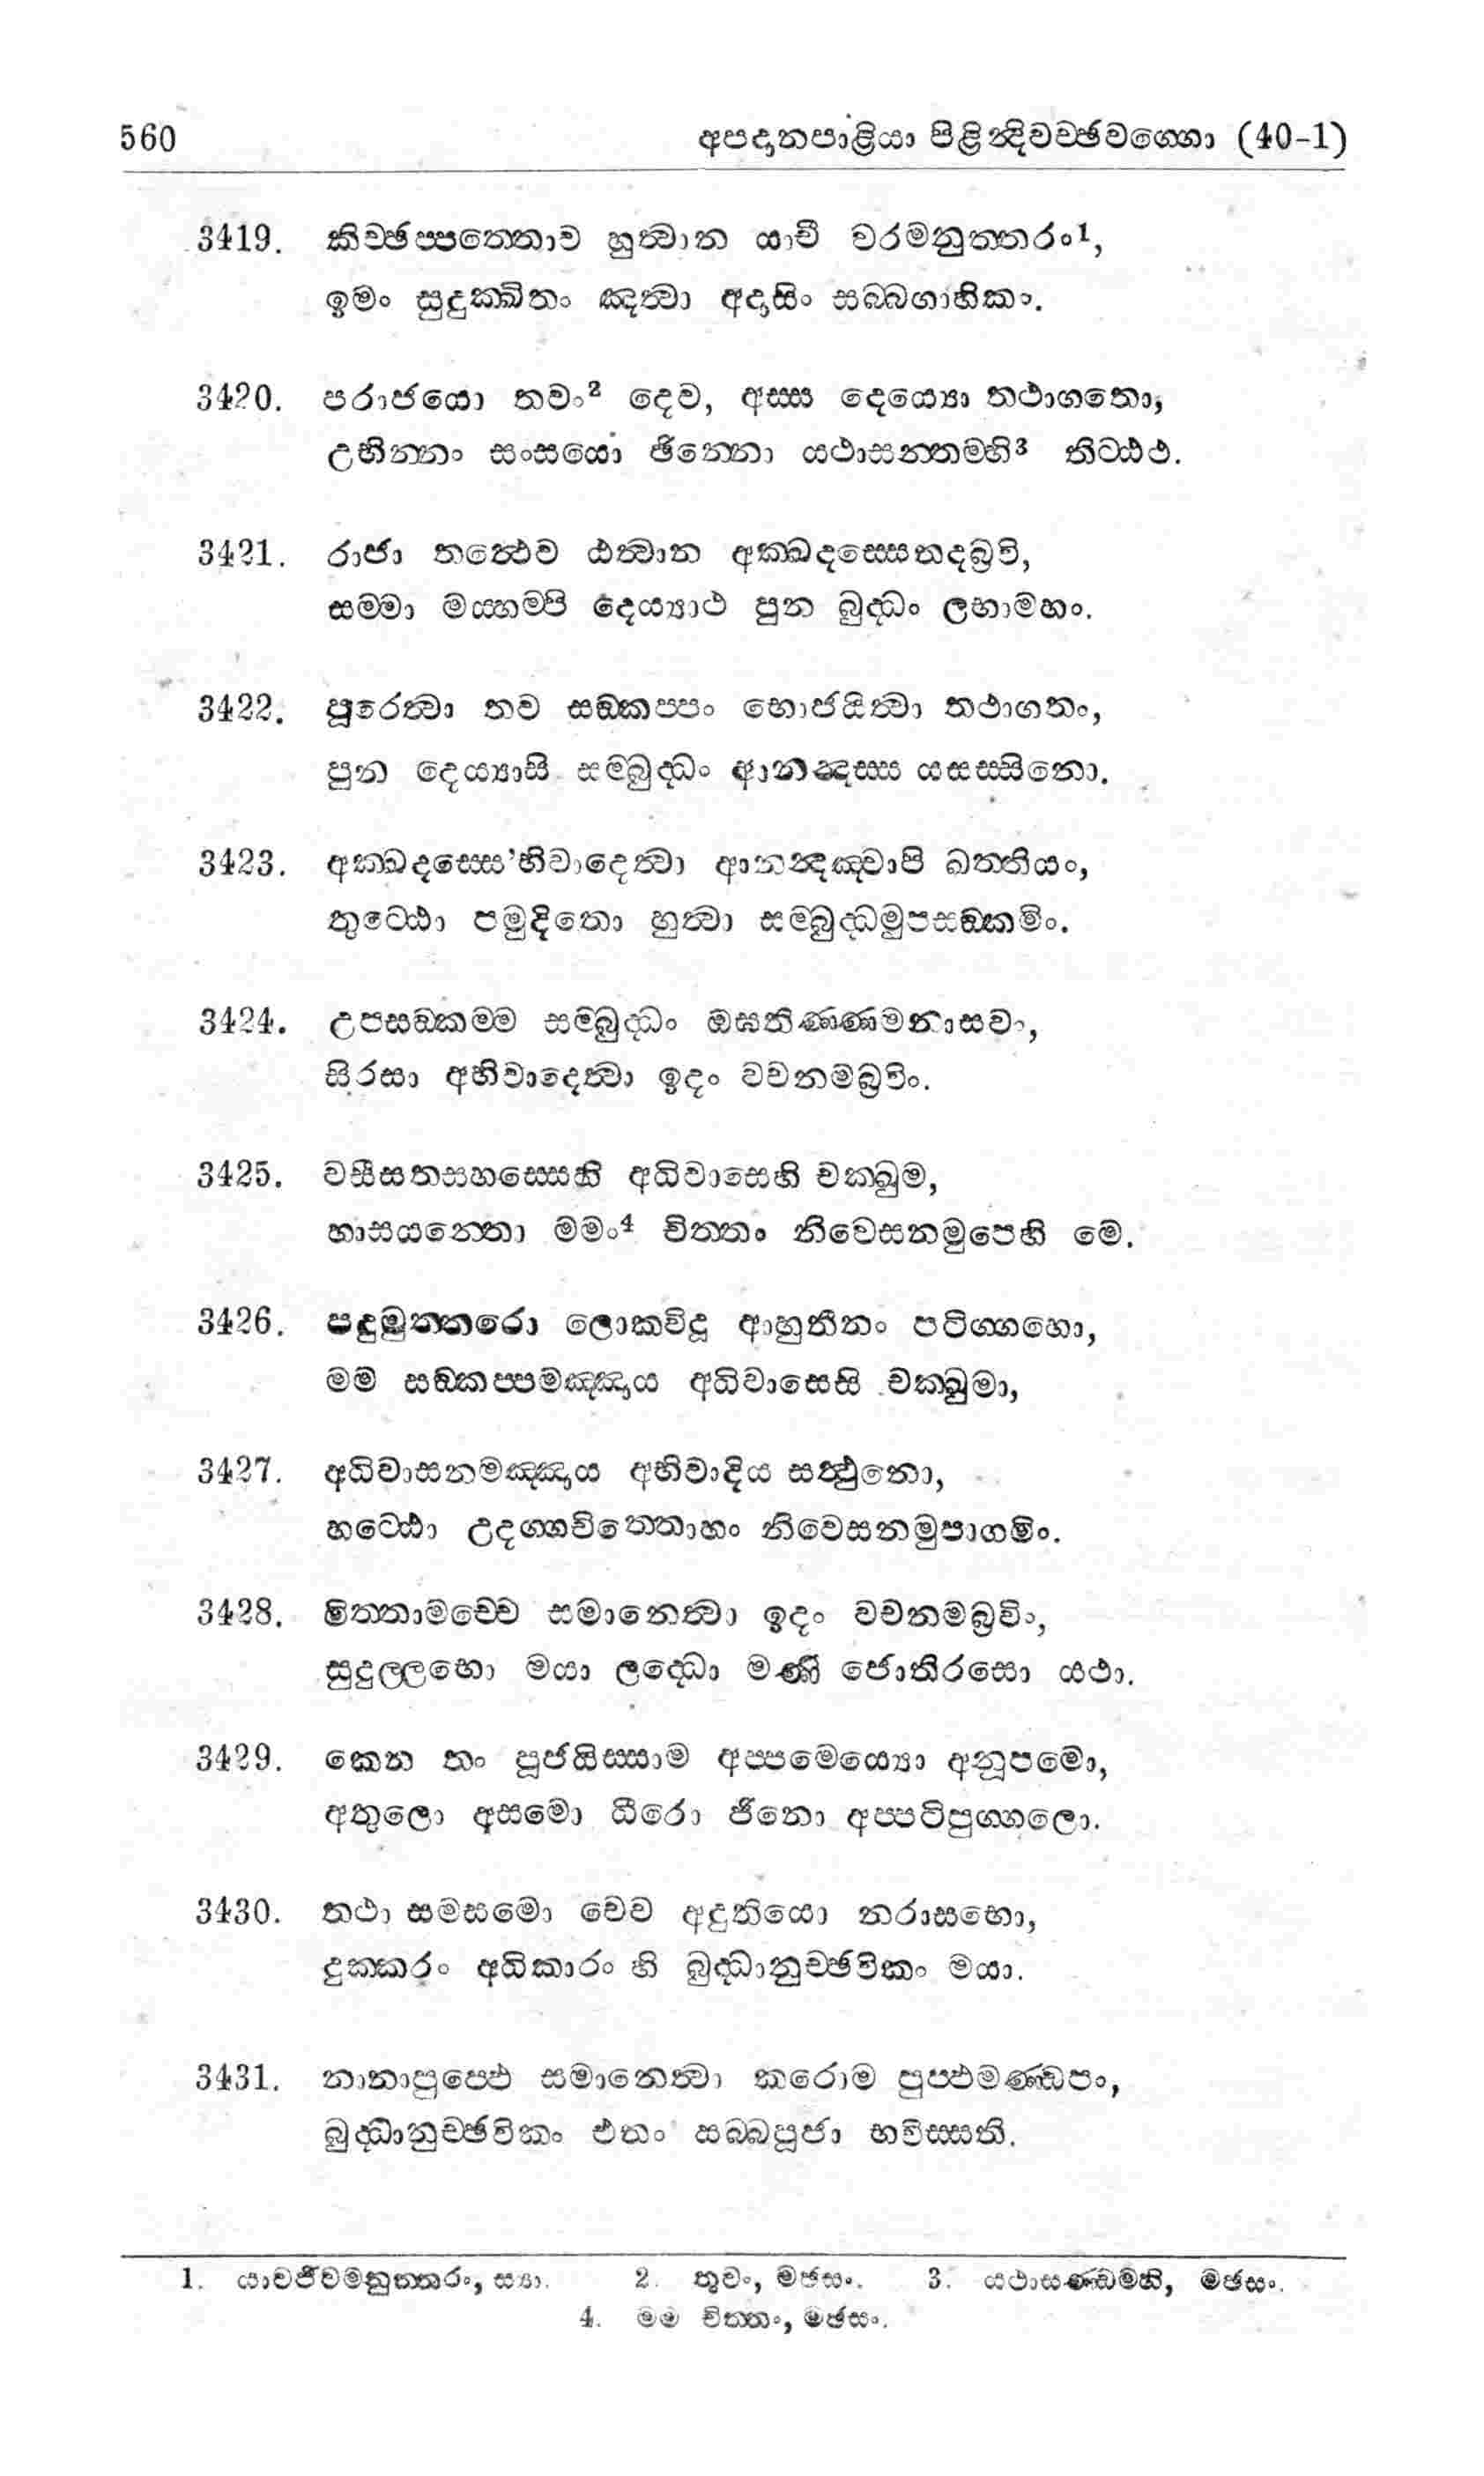 560 අපදානපාළියා පිළින්දිවච්ඡවග්ගො (40-1)
3419. කිච්ඡප්පත්තොව හුත්වාන යාචී වරමනුත්තරං1,
ඉමං සුදුක්ඛිතං ඤත්වා අදාසිං සබ්බගාහිකං.
3420. පරාජයො තවං2 දෙව, අස්ස දෙය්‍යො තථාගතො,
උභින්නං සංසයො ඡින්නො යථාසන්තම්හි3 තිට්ඨථ.
3421. රාජා තත්ථෙව ඨත්වාන අක්ඛදස්සෙතදබ්‍රවි,
සම්මා මය්හම්පි දෙය්‍යාථ පුන බුද්ධං ලභාමහං.
3422. පූරෙත්වා තව සඞ්කප්පං භොජයිත්වා තථාගතං,
පුන දෙය්‍යාසි සම්බුද්ධං ආනන්දස්ස යසස්සිනො.
3423. අක්ඛදස්සෙ'භිවාදෙත්වා ආනන්දඤ්චාපි ඛත්තියං,
තුට්ඨො පමුදිතො හුත්වා සම්බුද්ධමුපසඞ්කමිං.
3424. උපසඞ්කම්ම සම්බුද්ධං ඔඝතිණ්ණමනාසවං,
සිරසා අභිවාදෙත්වා ඉදං වචනමබ්‍රවිං.
3425. වසීසතසහස්සෙහි අධිවාසෙහි චක්ඛුම,
හාසයන්තො මමං4 චිත්තං නිවෙසනමුපෙහි මෙ.
3426. පදුමුත්තරො ලොකවිදූ ආහුතීනං පටිග්ගහො,
මම සඞ්කප්පමඤ්ඤාය අධිවාසෙසි චක්ඛුමා,
3427. අධිවාසනමඤ්ඤාය අභිවාදිය සත්ථුනො,
හට්ඨො උදග්ගචිත්තොහං නිවෙසනමුපාගමිං.
3428. මිත්තාමච්චෙ සමානෙත්වා ඉදං වචනමබ්‍රවිං,
සුදුල්ලභො මයා ලද්ධො මණි ජොතිරසො යථා.
3429. කෙන තං පූජයිස්සාම අප්පමෙය්‍යො අනූපමො,
අතුලො අසමො ධීරො ජිනො අප්පටිපුග්ගලො.
3430. තථා සමසමො චෙව අදුතියො නරාසභො,
දුක්කරං අධිකාරං හි බුද්ධානුච්ඡවිකං මයා.
3431. නානාපුප්ඵෙ සමානෙත්වා කරොම පුප්ඵමණ්ඩපං,
බුද්ධානුච්ඡවිකං එතං සබ්බපූජා භවිස්සති.
1. යාවජීවමනුත්තරං, ස්‍යා. 2. තුවං, මඡසං. 3. යථාසණ්ඩම්හි, මඡසං.
4. මම චිත්තං, මඡසං.